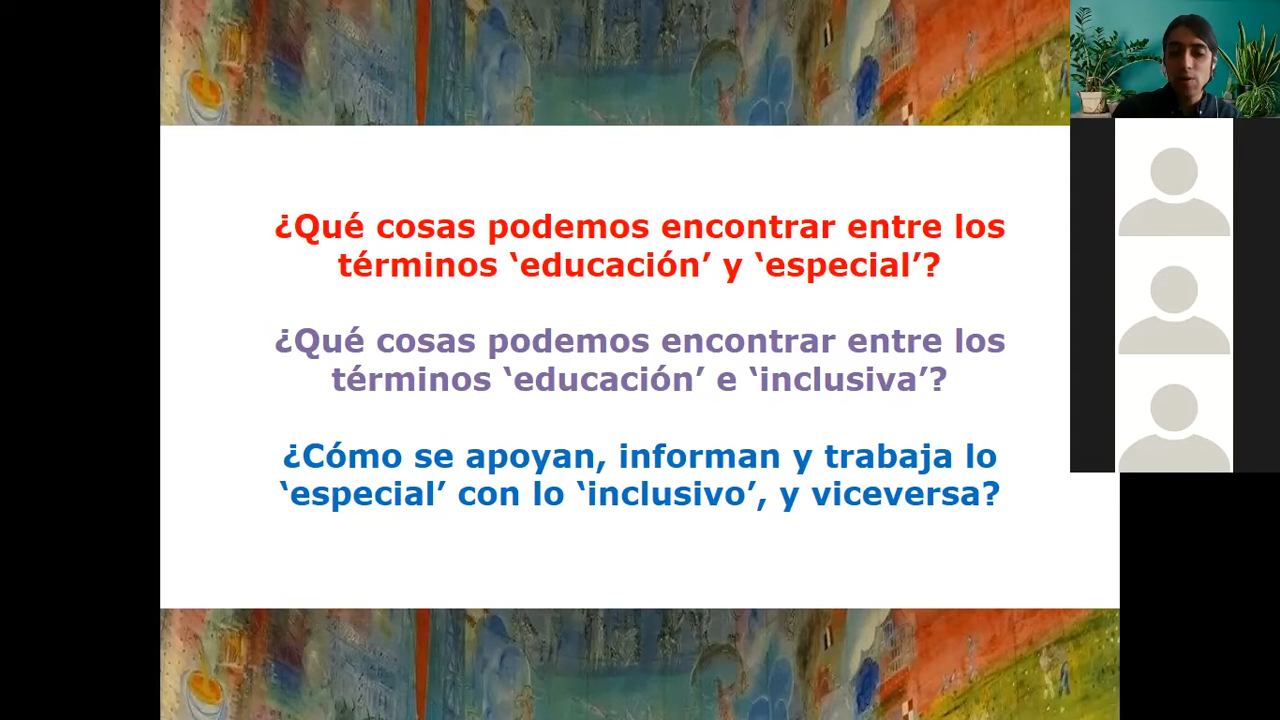 ¿Qué cosas podemos encontrar entre los
términos ‘educación’ y ‘especial’?
¿Qué cosas podemos encontrar entre los
términos ‘educación’ e ‘inclusiva’?
¿Cómo se apoyan, informan y trabaja lo
‘especial’ con lo ‘inclusivo’, y viceversa?